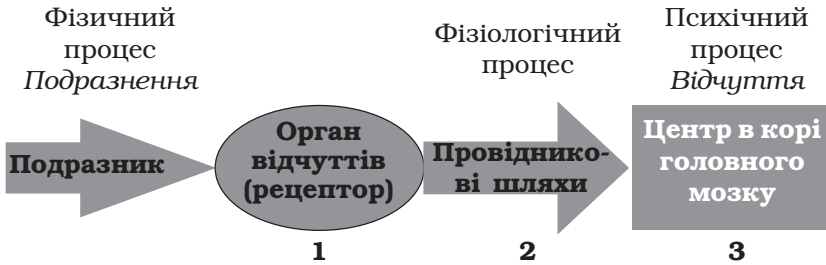 Фізичний
процес
Подразнення
Фізіологічний
процес
Психічний
процес
Відчуття
Подразник
Орган
відчуттів
(рецептор)
Провіднико-
ві шляхи
Центр в корі
головного
мозку
1
2
3